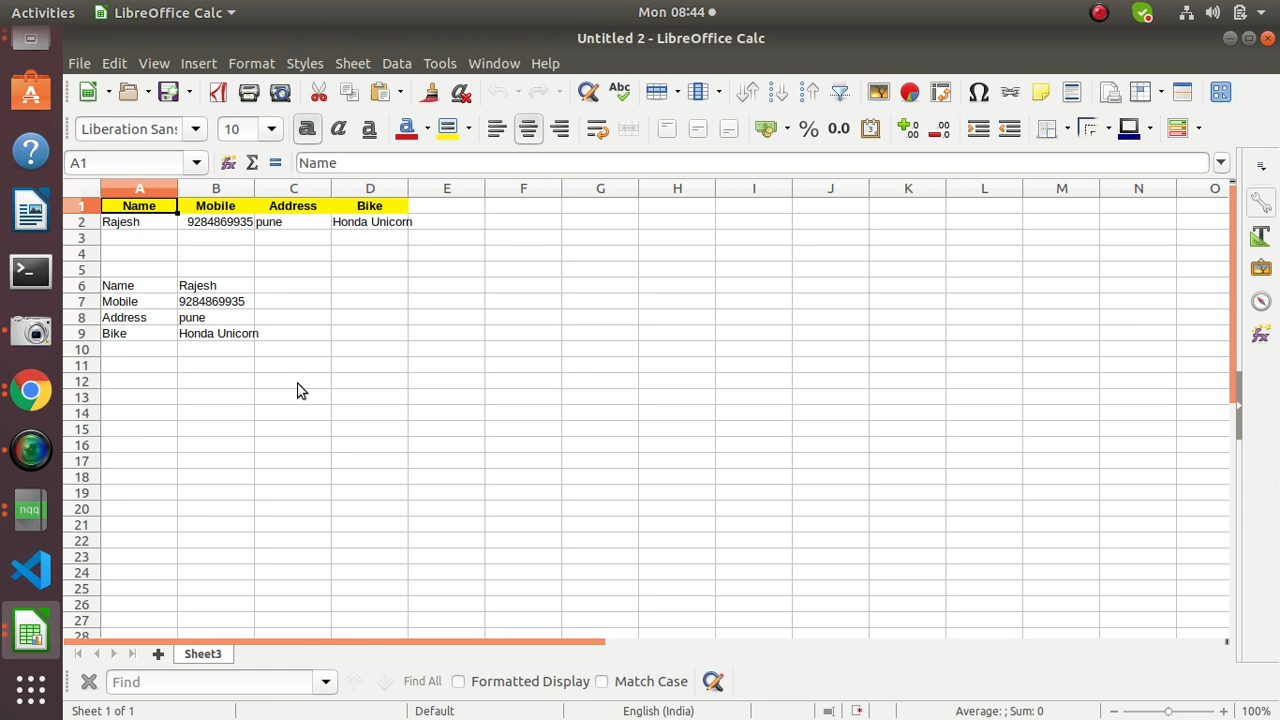 Activities LibreOffice Calc Mon 08:44
Untitled 2 - LibreOffice Calc
File Edit View Insert Format Styles Sheet Data Tools Window Help
Liberation Sans 10
A1 Name
A B C D E F G H I J K L M N O
1 Name Mobile Address Bike
2 Rajesh 9284869935 pune Honda Unicorn
3
4
5
6 Name Rajesh
7 Mobile 9284869935
8 Address pune
9 Bike Honda Unicorn
10
11
12
13
14
15
16
17
18
19
20
21
22
23
24
25
26
27
28
Sheet3
Find Find All Formatted Display Match Case
Sheet 1 of 1 Default English (India) Average: ; Sum: 0 100%
nqq